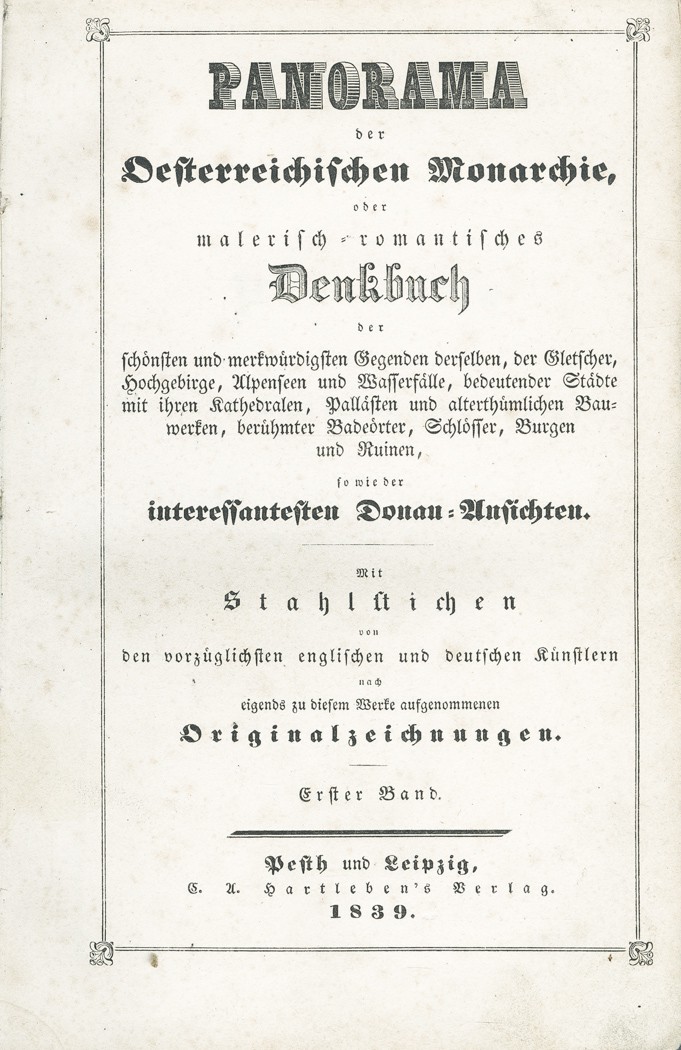 PANORAMA
der
Oesterreichischen Monarchie,
oder
malerisch-romantisches
Denkbuch
der
schönsten und merkwürdigsten Gegenden derselben, der Gletscher,
Hochgebirge, Alpenseen und Wasserfälle, bedeutender Städte
mit ihren Kathedralen, Pallästen und alterthümlichen Bau-
werken, berühmter Badeörter, Schlösser, Burgen
und Ruinen,
so wie der
interessantesten Donau-Ansichten.
Mit
Stahlstichen
von
den vorzüglichsten englischen und deutschen Künstlern
nach
eigends zu diesem Werke aufgenommenen
Originalzeichnungen.
Erster Band.
Pesth und Leipzig,
C. A. Hartleben's Verlag.
1839.